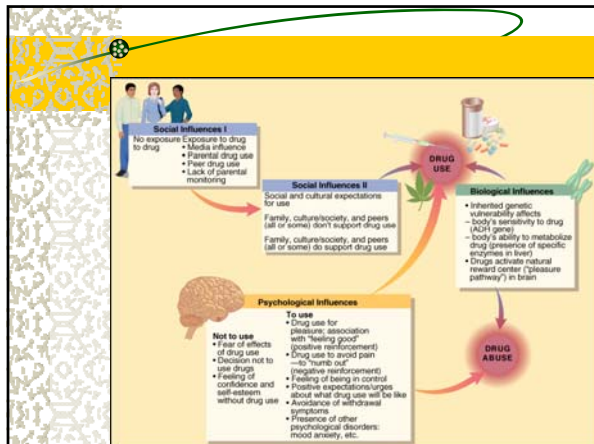 Social Influences I
No exposure to drug
Exposure to drug
• Media influence
• Parental drug use
• Peer drug use
• Lack of parental
monitoring
Social Influences II
Social and cultural expectations
for use
Family, culture/society, and peers
(all or some) don't support drug use
Family, culture/society, and peers
(all or some) do support drug use
DRUG
USE
Biological Influences
• Inherited genetic
vulnerability affects
– body's sensitivity to drug
(ADH gene)
– body's ability to metabolize
drug (presence of specific
enzymes in liver)
• Drugs activate natural
reward center ("pleasure
pathway") in brain
Psychological Influences
Not to use
• Fear of effects
of drug use
• Decision not to
use drugs
• Feeling of
confidence and
self-esteem
without drug use
To use
• Drug use for
pleasure; association
with "feeling good"
(positive reinforcement)
• Drug use to avoid pain
—to "numb out"
(negative reinforcement)
• Feeling of being in control
• Positive expectations/urges
about what drug use will be like
• Avoidance of withdrawal
symptoms
• Presence of other
psychological disorders:
mood anxiety, etc.
DRUG
ABUSE